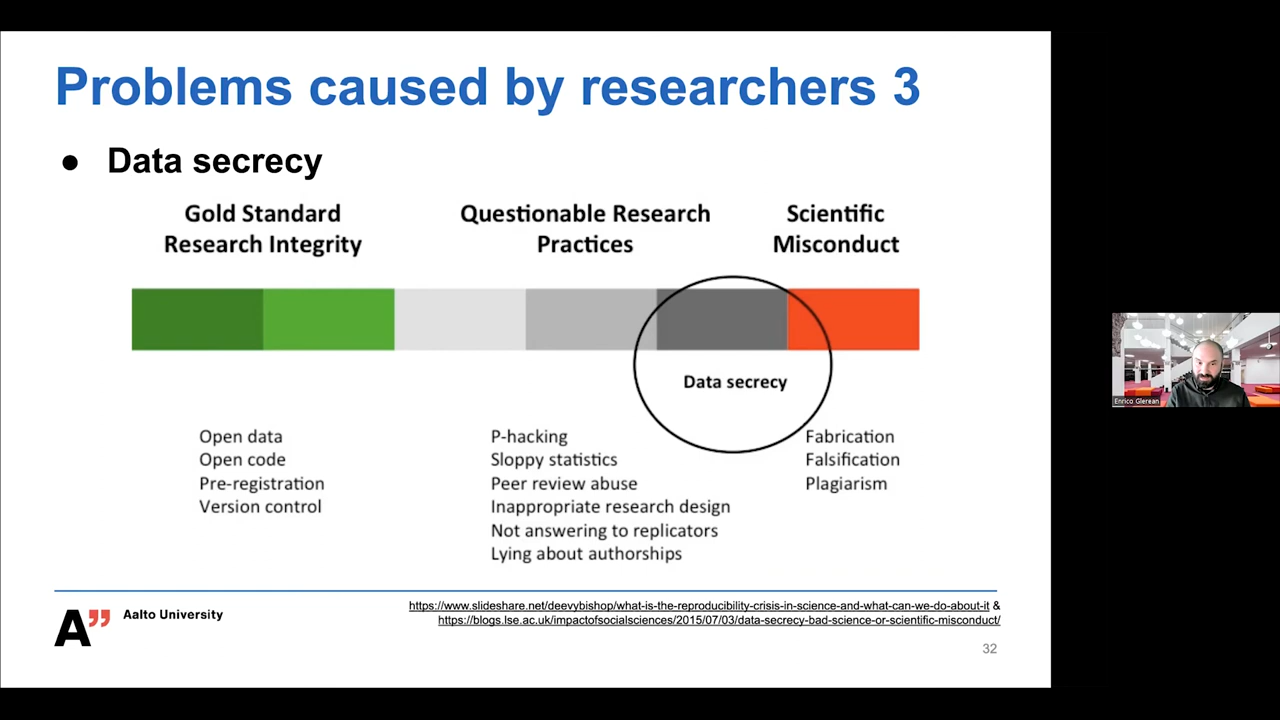 Problems caused by researchers 3
● Data secrecy
Gold Standard
Research Integrity
Questionable Research
Practices
Scientific
Misconduct
Data secrecy
Open data
Open code
Pre-registration
Version control
P-hacking
Sloppy statistics
Peer review abuse
Inappropriate research design
Not answering to replicators
Lying about authorships
Fabrication
Falsification
Plagiarism
A”
Aalto University
https://www.slideshare.net/deevybishop/what-is-the-reproducibility-crisis-in-science-and-what-can-we-do-about-it &
https://blogs.lse.ac.uk/impactofsocialsciences/2015/07/03/data-secrecy-bad-science-or-scientific-misconduct/
32
Enrico Glerean